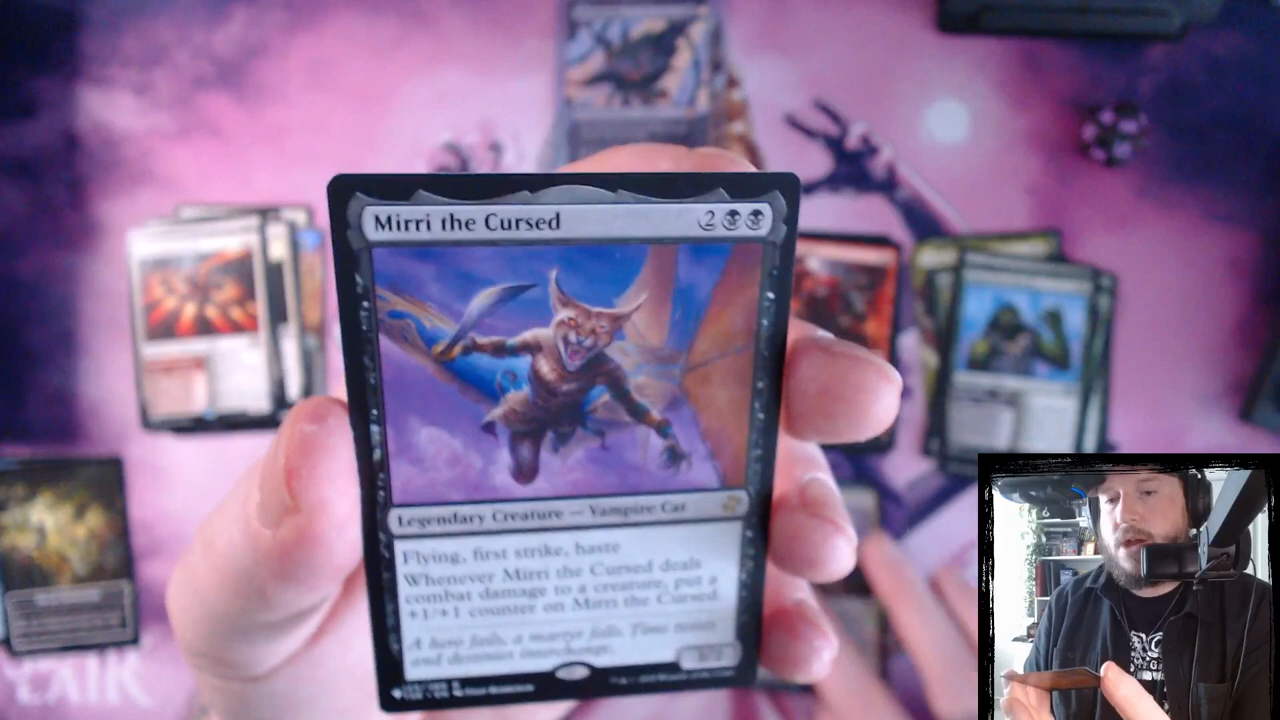 Mirri the Cursed
2
Legendary Creature — Vampire Cat
Flying, first strike, haste
Whenever Mirri the Cursed deals
combat damage to a creature, put a
+1/+1 counter on Mirri the Cursed.
A hero fails, a martyr falls. Time twists
and destinies interchange.